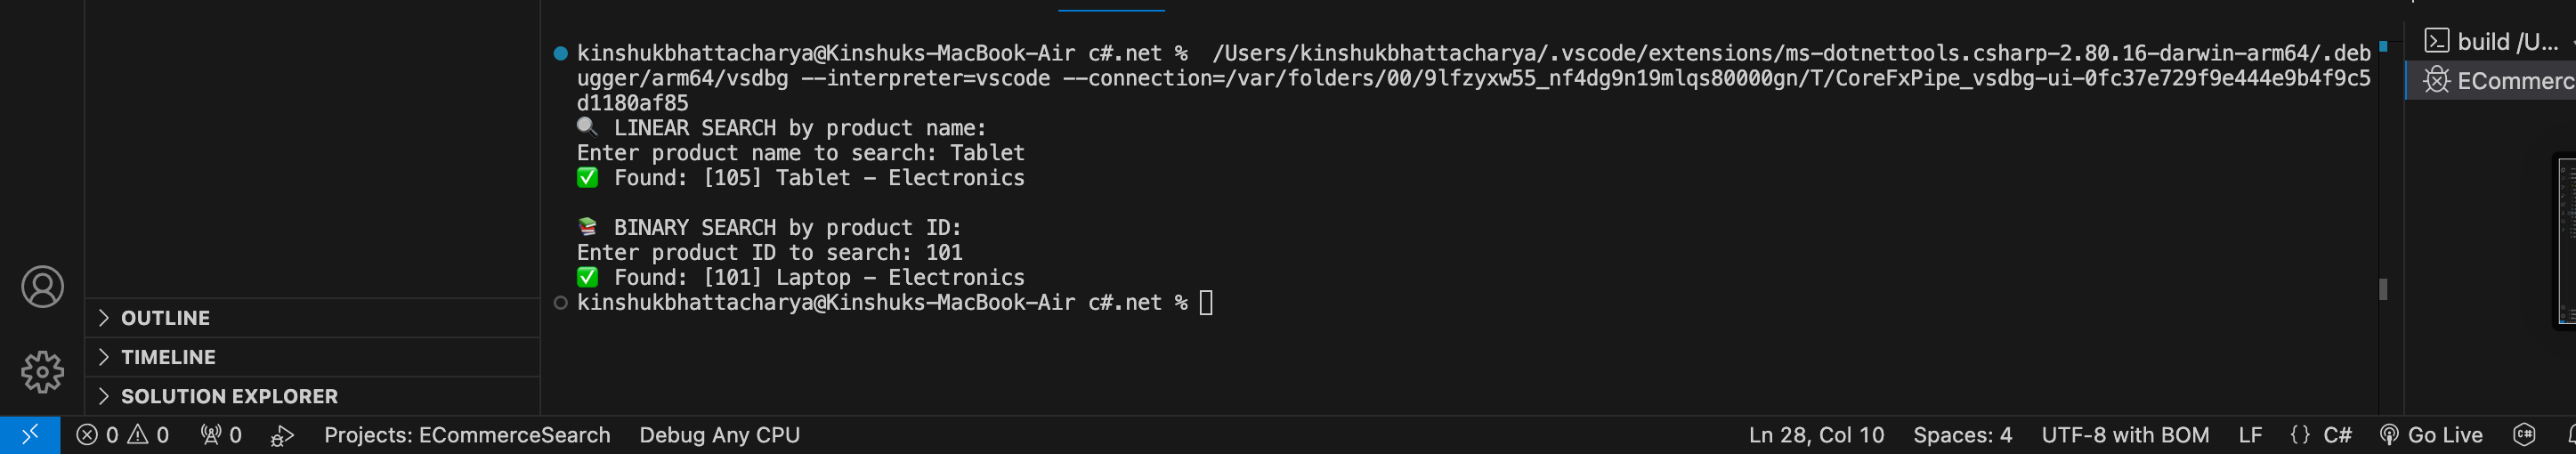 kinshukbhattacharya@Kinshuks-MacBook-Air c#.net %  /Users/kinshukbhattacharya/.vscode/extensions/ms-dotnettools.csharp-2.80.16-darwin-arm64/.deb
ugger/arm64/vsdbg --interpreter=vscode --connection=/var/folders/00/9lfzyxw55_nf4dg9n19mlqs80000gn/T/CoreFxPipe_vsdbg-ui-0fc37e729f9e444e9b4f9c5
d1180af85
🔍 LINEAR SEARCH by product name:
Enter product name to search: Tablet
✅ Found: [105] Tablet - Electronics
📚 BINARY SEARCH by product ID:
Enter product ID to search: 101
✅ Found: [101] Laptop - Electronics
kinshukbhattacharya@Kinshuks-MacBook-Air c#.net %
build /U...
ECommerc
OUTLINE
TIMELINE
SOLUTION EXPLORER
0 0 0 Projects: ECommerceSearch Debug Any CPU Ln 28, Col 10 Spaces: 4 UTF-8 with BOM LF {} C# Go Live